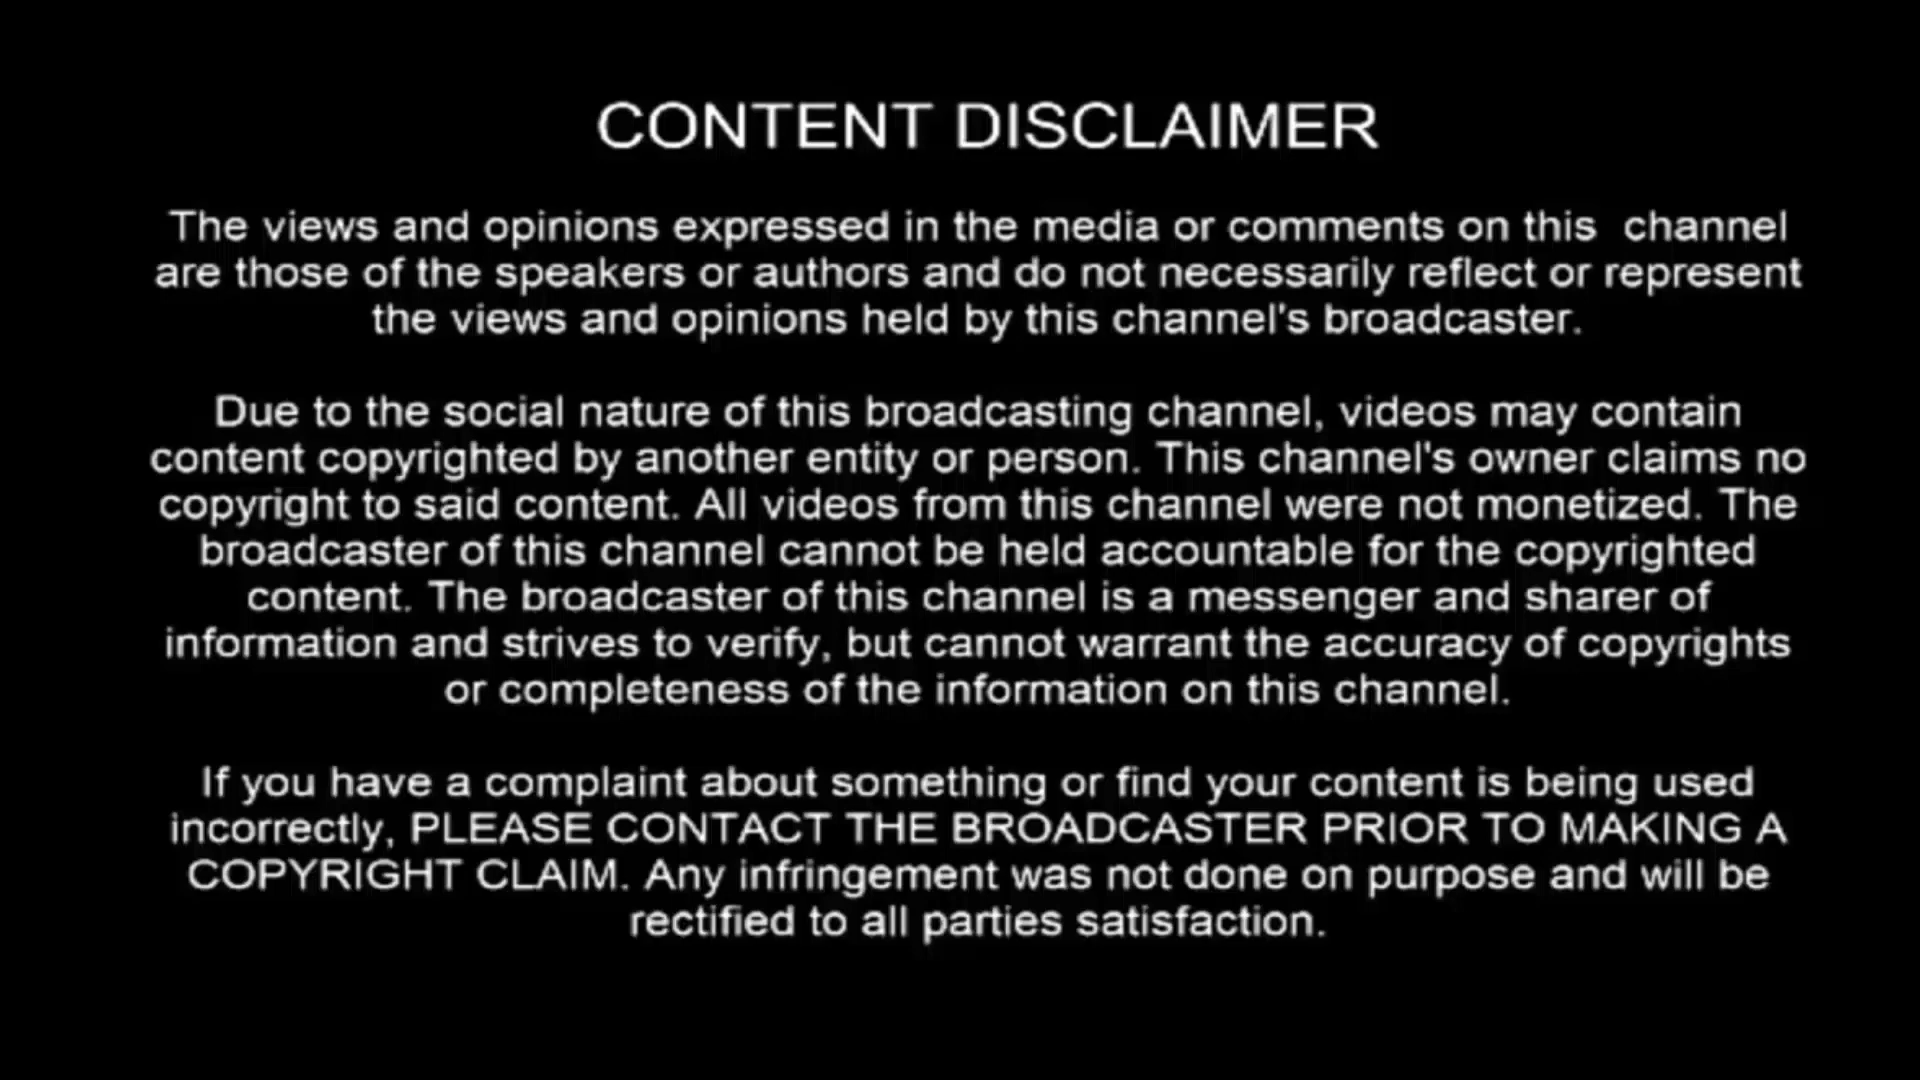 CONTENT DISCLAIMER
The views and opinions expressed in the media or comments on this channel
are those of the speakers or authors and do not necessarily reflect or represent
the views and opinions held by this channel's broadcaster.
Due to the social nature of this broadcasting channel, videos may contain
content copyrighted by another entity or person. This channel's owner claims no
copyright to said content. All videos from this channel were not monetized. The
broadcaster of this channel cannot be held accountable for the copyrighted
content. The broadcaster of this channel is a messenger and sharer of
information and strives to verify, but cannot warrant the accuracy of copyrights
or completeness of the information on this channel.
If you have a complaint about something or find your content is being used
incorrectly, PLEASE CONTACT THE BROADCASTER PRIOR TO MAKING A
COPYRIGHT CLAIM. Any infringement was not done on purpose and will be
rectified to all parties satisfaction.